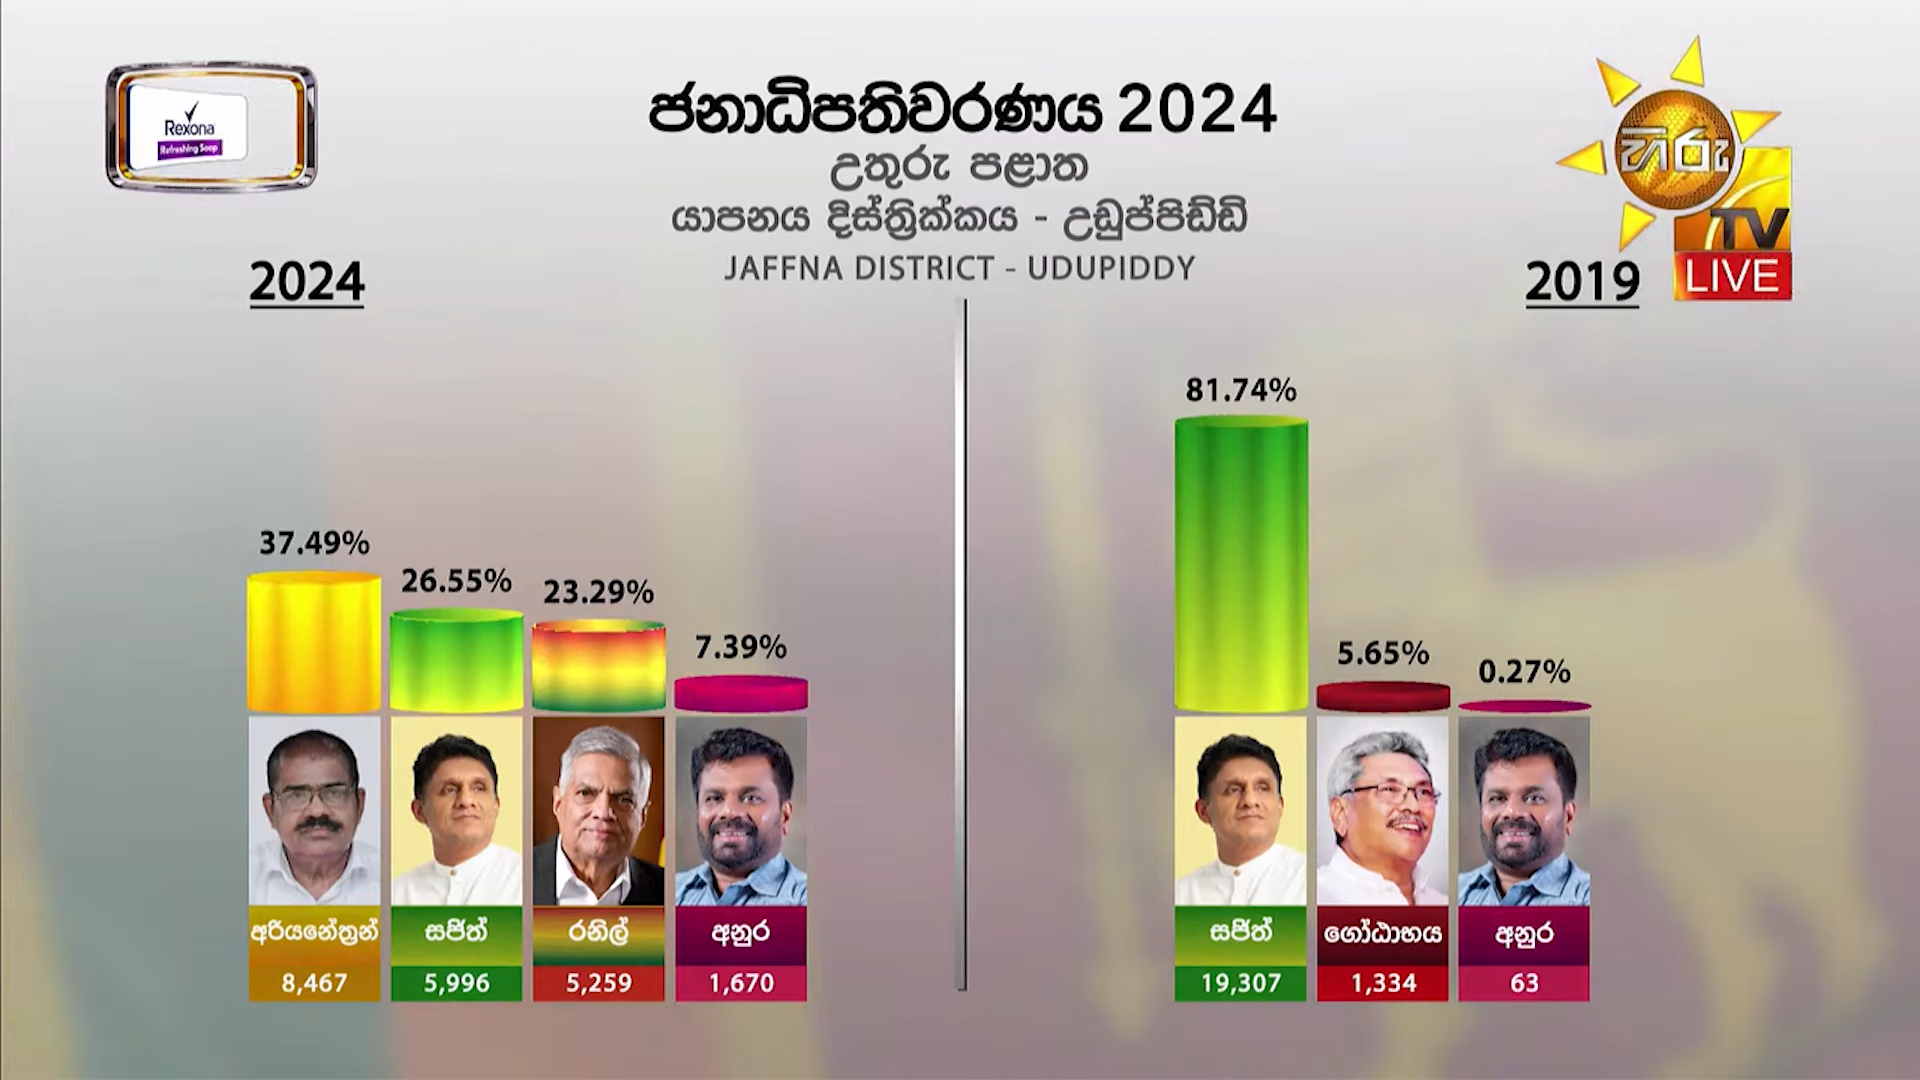 Rexona
Refreshing Soap
ජනාධිපතිවරණය 2024
උතුරු පළාත
යාපනය දිස්ත්‍රික්කය - උඩුප්පිඩ්ඩි
JAFFNA DISTRICT - UDUPIDDY
හිරු
TV
LIVE
2024
37.49%
26.55%
23.29%
7.39%
අරියනේත්‍රන්
සජිත්
රනිල්
අනුර
8,467
5,996
5,259
1,670
2019
81.74%
5.65%
0.27%
සජිත්
ගෝඨාභය
අනුර
19,307
1,334
63